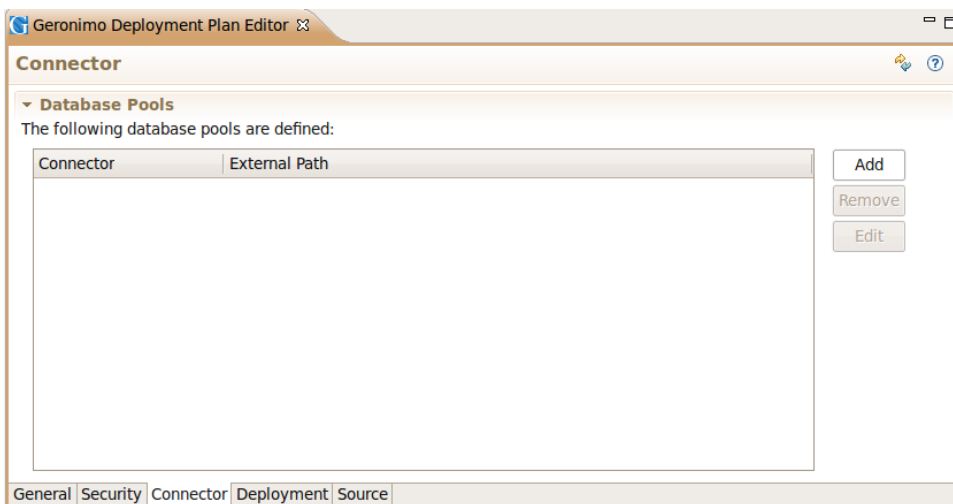 Geronimo Deployment Plan Editor
Connector
Database Pools
The following database pools are defined:
Connector External Path
Add
Remove
Edit
General Security Connector Deployment Source